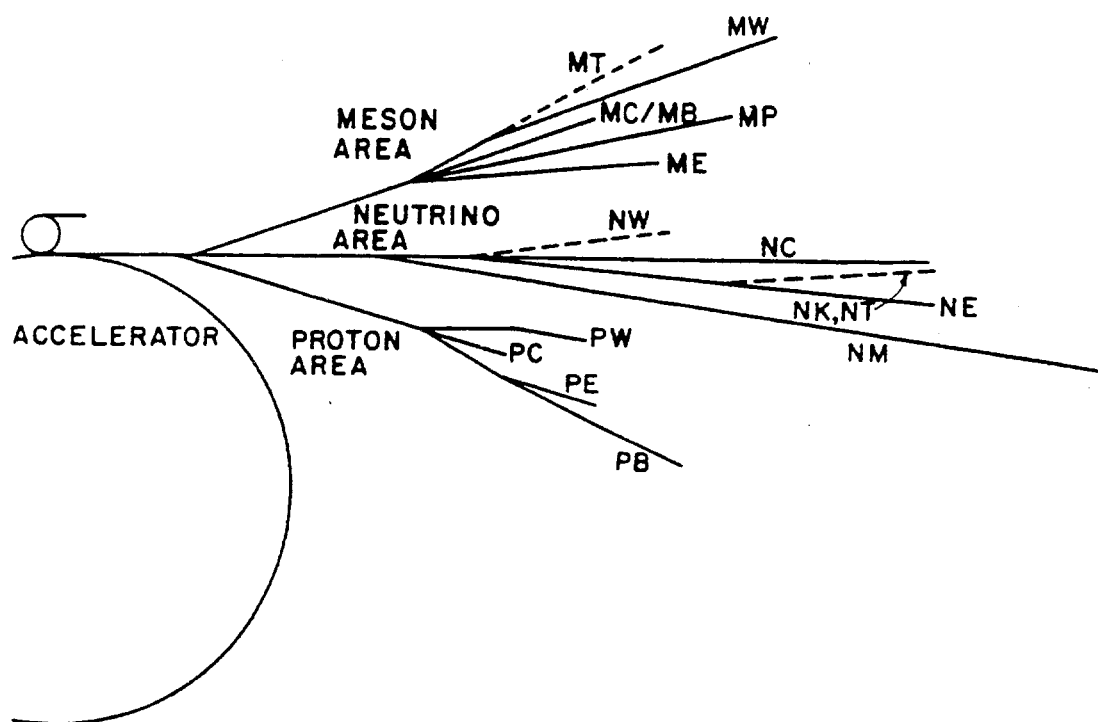 MW
MT
MC/MB
MP
MESON
AREA
ME
NEUTRINO
AREA
NW
NC
NK,NT
NE
NM
ACCELERATOR
PROTON
AREA
PW
PC
PE
PB